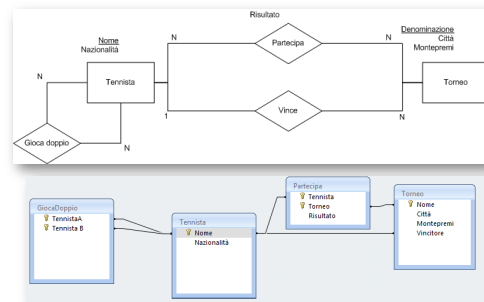 Risultato
Nome
Nazionalità
N
Partecipa
N
Denominazione
Città
Montepremi
N
Tennista
Torneo
1
Vince
N
Gioca doppio
N
GiocaDoppio
TennistaA
Tennista B
Tennista
Nome
Nazionalità
Partecipa
Tennista
Torneo
Risultato
Torneo
Nome
Città
Montepremi
Vincitore